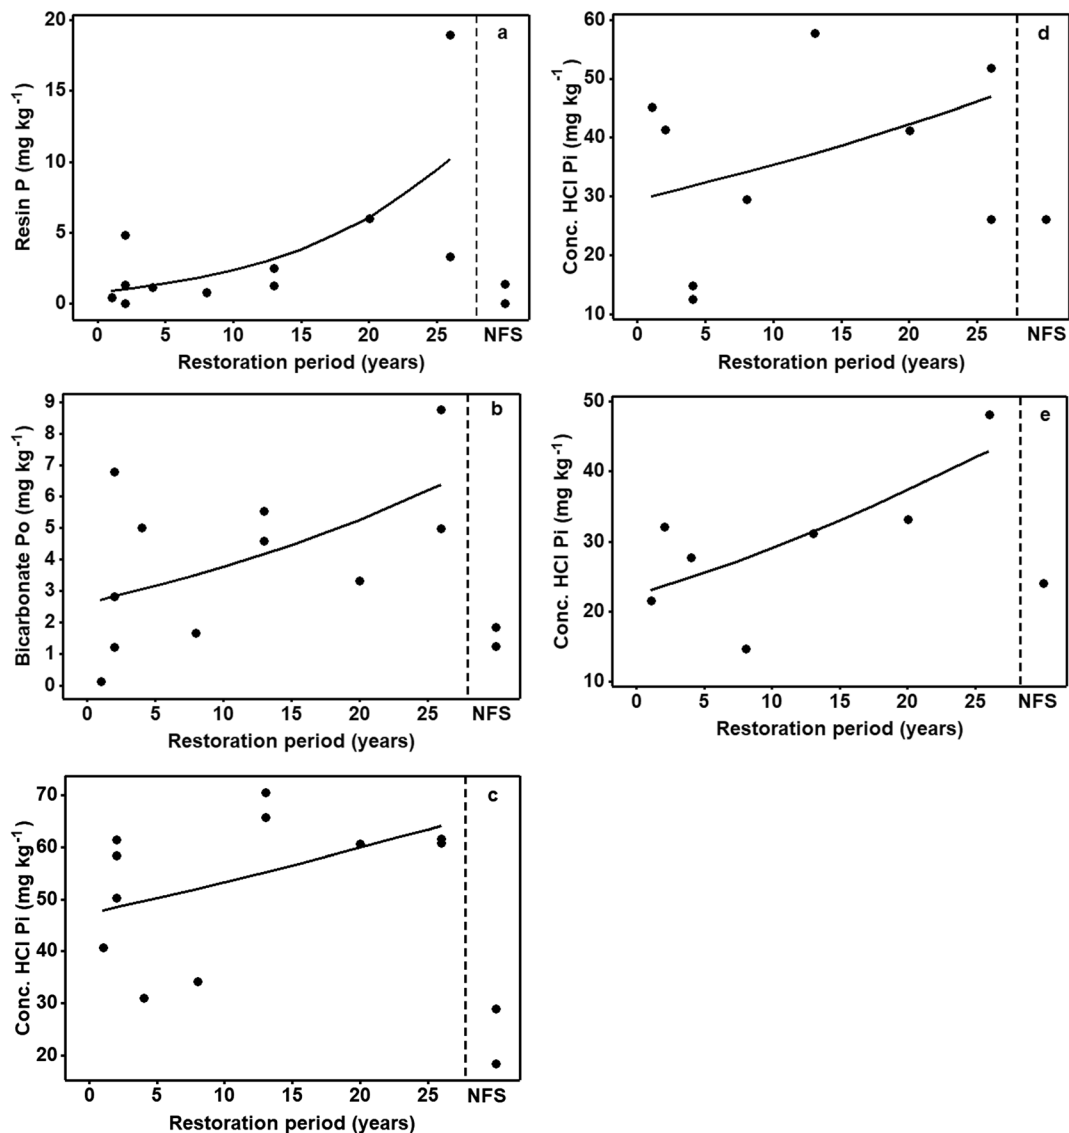 a
Resin P (mg kg⁻¹)
20
15
10
5
0
0 5 10 15 20 25 NFS
Restoration period (years)
b
Bicarbonate Po (mg kg⁻¹)
9
8
7
6
5
4
3
2
1
0
0 5 10 15 20 25 NFS
Restoration period (years)
c
Conc. HCl Pi (mg kg⁻¹)
70
60
50
40
30
20
0 5 10 15 20 25 NFS
Restoration period (years)
d
Conc. HCl Pi (mg kg⁻¹)
60
50
40
30
20
10
0 5 10 15 20 25 NFS
Restoration period (years)
e
Conc. HCl Pi (mg kg⁻¹)
50
40
30
20
10
0 5 10 15 20 25 NFS
Restoration period (years)